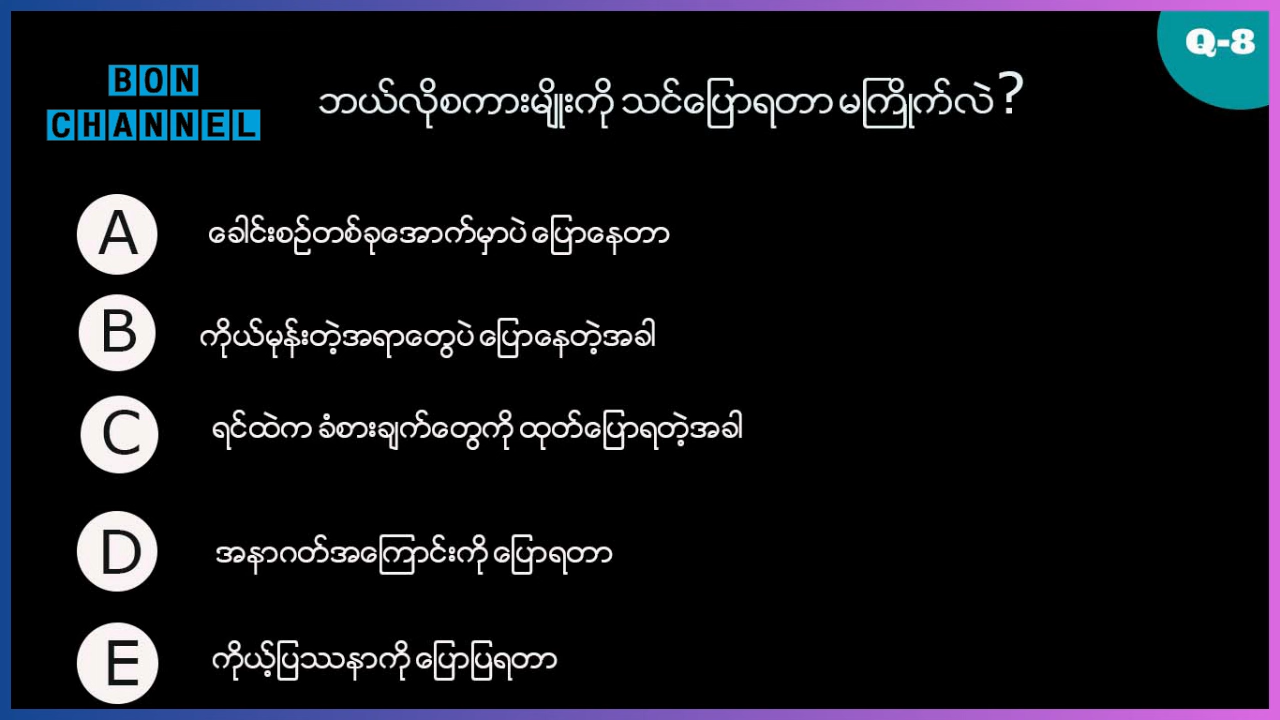 Q-8
BON
CHANNEL
ဘယ်လိုစကားမျိုးကို သင်ပြောရတာ မကြိုက်လဲ?
A ခေါင်းစဉ်တစ်ခုအောက်မှာပဲ ပြောနေတာ
B ကိုယ်မုန်းတဲ့အရာတွေပဲ ပြောနေတဲ့အခါ
C ရင်ထဲက ခံစားချက်တွေကို ထုတ်ပြောရတဲ့အခါ
D အနာဂတ်အကြောင်းကို ပြောရတာ
E ကိုယ့်ပြဿနာကို ပြောပြရတာ